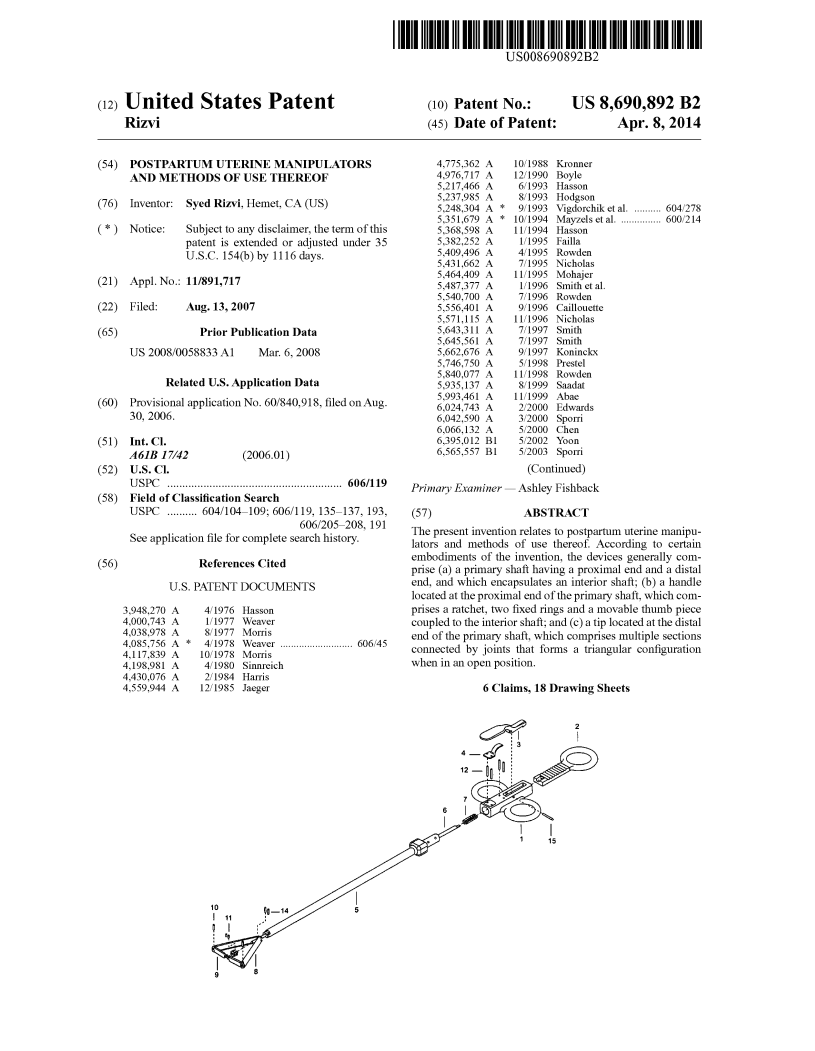 US008690892B2
(12) United States Patent
Rizvi
(10) Patent No.: US 8,690,892 B2
(45) Date of Patent: Apr. 8, 2014
(54) POSTPARTUM UTERINE MANIPULATORS
AND METHODS OF USE THEREOF
(76) Inventor: Syed Rizvi, Hemet, CA (US)
( * ) Notice: Subject to any disclaimer, the term of this
patent is extended or adjusted under 35
U.S.C. 154(b) by 1116 days.
(21) Appl. No.: 11/891,717
(22) Filed: Aug. 13, 2007
(65) Prior Publication Data
US 2008/0058833 A1 Mar. 6, 2008
Related U.S. Application Data
(60) Provisional application No. 60/840,918, filed on Aug.
30, 2006.
(51) Int. Cl.
A61B 17/42 (2006.01)
(52) U.S. Cl.
USPC ........................................................ 606/119
(58) Field of Classification Search
USPC .......... 604/104–109; 606/119, 135–137, 193,
606/205–208, 191
See application file for complete search history.
(56) References Cited
U.S. PATENT DOCUMENTS
3,948,270 A 4/1976 Hasson
4,000,743 A 1/1977 Weaver
4,038,978 A 8/1977 Morris
4,085,756 A * 4/1978 Weaver .......................... 606/45
4,117,839 A 10/1978 Morris
4,198,981 A 4/1980 Sinnreich
4,430,076 A 2/1984 Harris
4,559,944 A 12/1985 Jaeger
4,775,362 A 10/1988 Kronner
4,976,717 A 12/1990 Boyle
5,217,466 A 6/1993 Hasson
5,237,985 A 8/1993 Hodgson
5,248,304 A * 9/1993 Vigdorchik et al. .......... 604/278
5,351,679 A * 10/1994 Mayzels et al. ............... 600/214
5,368,598 A 11/1994 Hasson
5,382,252 A 1/1995 Failla
5,409,496 A 4/1995 Rowden
5,431,662 A 7/1995 Nicholas
5,464,409 A 11/1995 Mohajer
5,487,377 A 1/1996 Smith et al.
5,540,700 A 7/1996 Rowden
5,556,401 A 9/1996 Caillouette
5,571,115 A 11/1996 Nicholas
5,643,311 A 7/1997 Smith
5,645,561 A 7/1997 Smith
5,662,676 A 9/1997 Koninckx
5,746,750 A 5/1998 Prestel
5,840,077 A 11/1998 Rowden
5,935,137 A 8/1999 Saadat
5,993,461 A 11/1999 Abae
6,024,743 A 2/2000 Edwards
6,042,590 A 3/2000 Sporri
6,066,132 A 5/2000 Chen
6,395,012 B1 5/2002 Yoon
6,565,557 B1 5/2003 Sporri
(Continued)
Primary Examiner — Ashley Fishback
(57) ABSTRACT
The present invention relates to postpartum uterine manipu-
lators and methods of use thereof. According to certain
embodiments of the invention, the devices generally com-
prise (a) a primary shaft having a proximal end and a distal
end, and which encapsulates an interior shaft; (b) a handle
located at the proximal end of the primary shaft, which com-
prises a ratchet, two fixed rings and a movable thumb piece
coupled to the interior shaft; and (c) a tip located at the distal
end of the primary shaft, which comprises multiple sections
connected by joints that forms a triangular configuration
when in an open position.
6 Claims, 18 Drawing Sheets
2
3
4
12
7
6
1
15
5
10
11
14
9
8